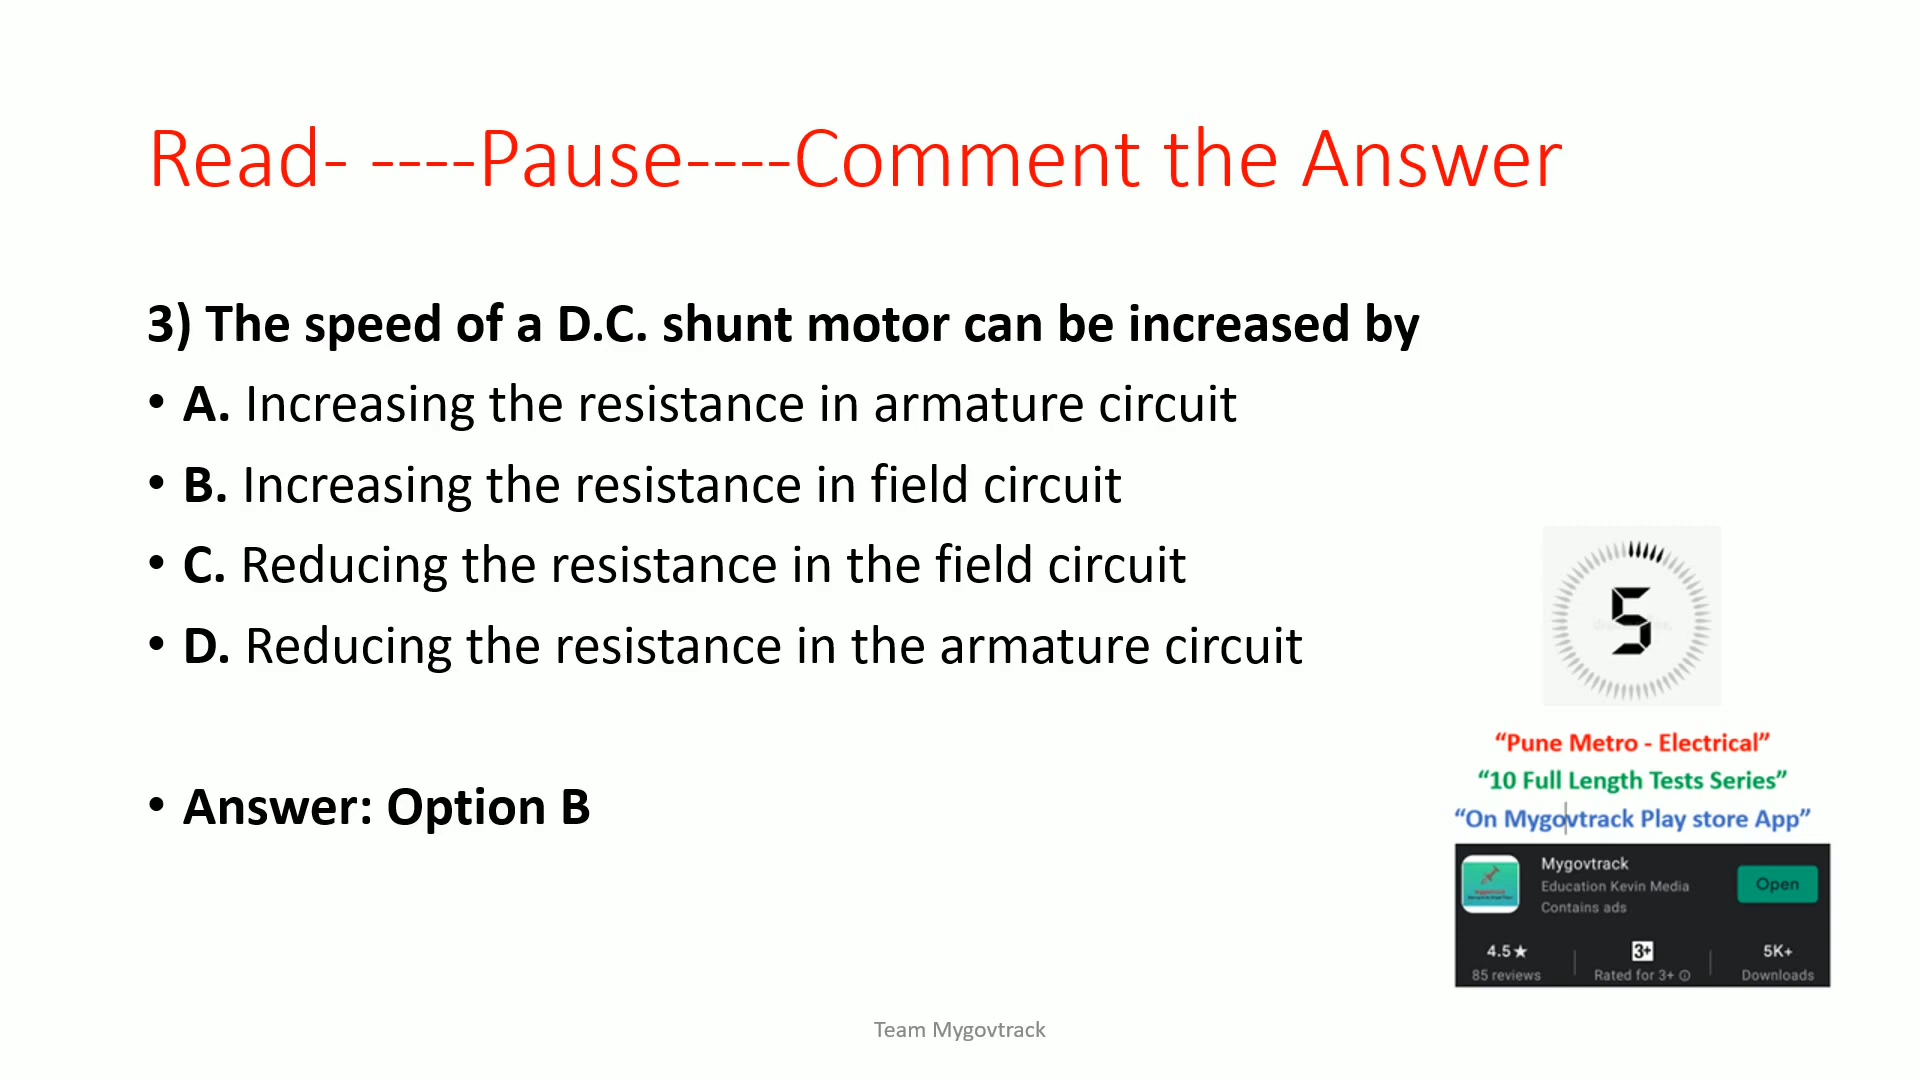 Read- ----Pause----Comment the Answer
3) The speed of a D.C. shunt motor can be increased by
• A. Increasing the resistance in armature circuit
• B. Increasing the resistance in field circuit
• C. Reducing the resistance in the field circuit
• D. Reducing the resistance in the armature circuit
• Answer: Option B
5
“Pune Metro - Electrical”
“10 Full Length Tests Series”
“On Mygovtrack Play store App”
Mygovtrack
Education Kevin Media
Contains ads
Open
4.5★
85 reviews
3+
Rated for 3+
5K+
Downloads
Team Mygovtrack